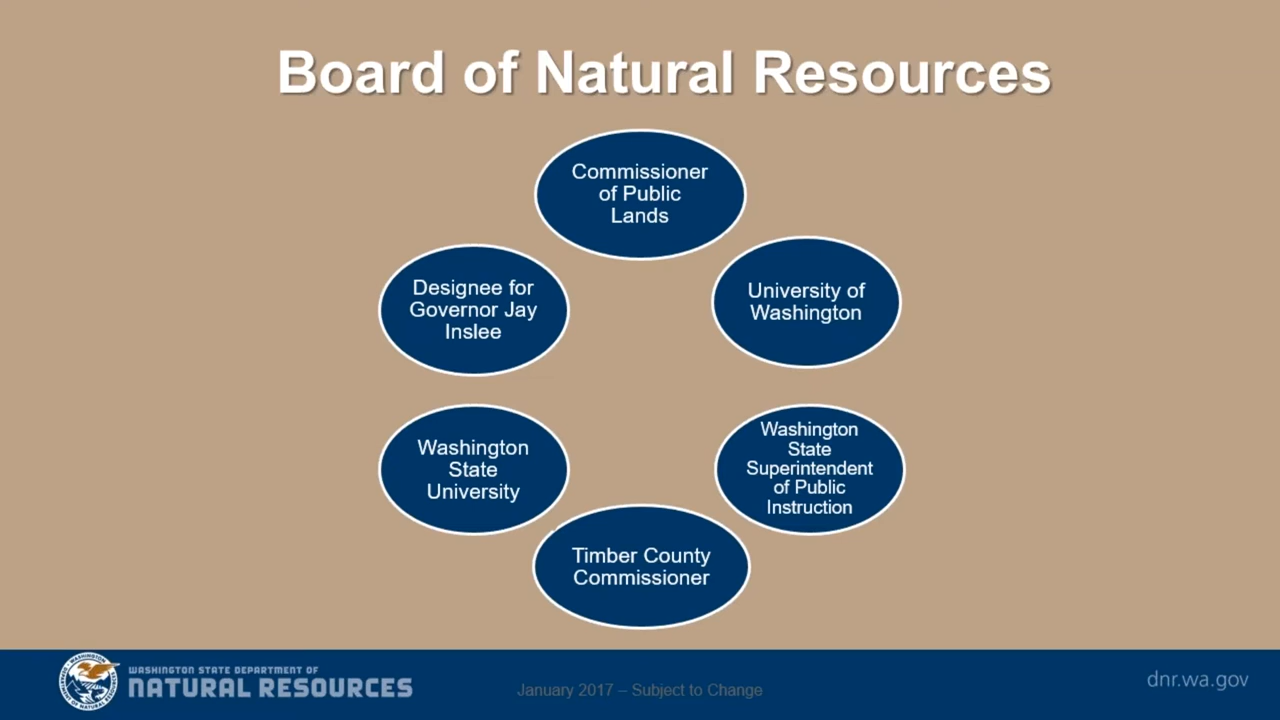 Board of Natural Resources
Commissioner
of Public
Lands
University of
Washington
Washington
State
Superintendent
of Public
Instruction
Timber County
Commissioner
Washington
State
University
Designee for
Governor Jay
Inslee
WASHINGTON STATE DEPARTMENT OF
NATURAL RESOURCES
January 2017 – Subject to Change
dnr.wa.gov